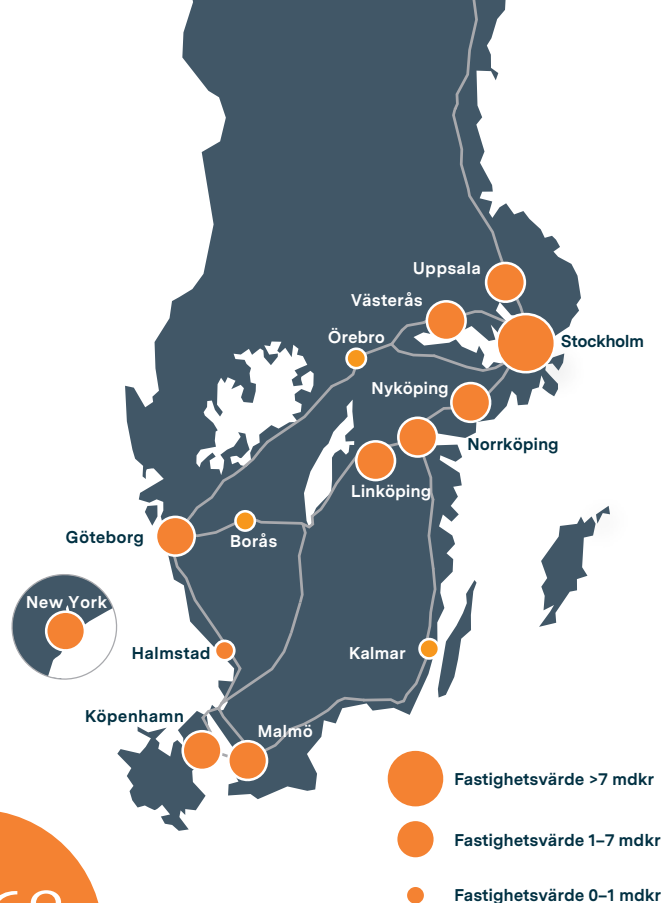 Uppsala
Västerås
Örebro
Stockholm
Nyköping
Norrköping
Linköping
Göteborg
Borås
New York
Halmstad
Kalmar
Köpenhamn
Malmö
Fastighetsvärde >7 mdkr
Fastighetsvärde 1–7 mdkr
Fastighetsvärde 0–1 mdkr